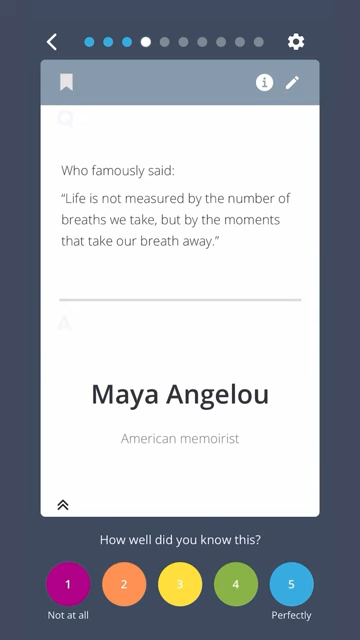 Q
Who famously said:
“Life is not measured by the number of
breaths we take, but by the moments
that take our breath away.”
A
Maya Angelou
American memoirist
How well did you know this?
1 2 3 4 5
Not at all Perfectly